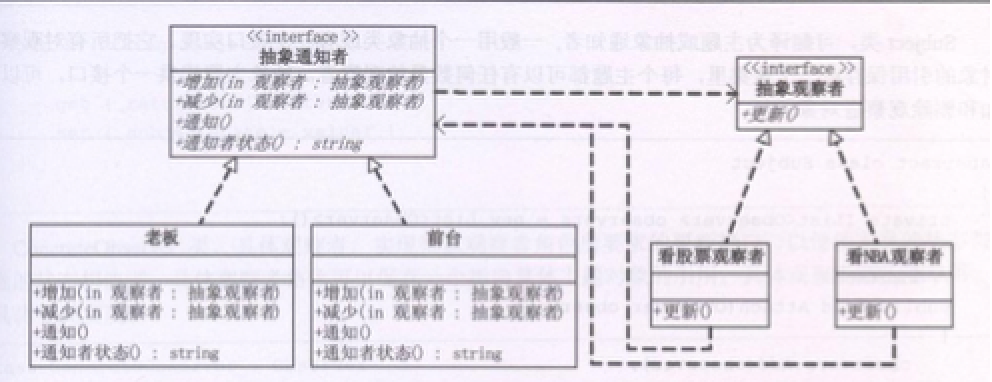 <<interface>>
抽象通知者
+增加(in 观察者 : 抽象观察者)
+减少(in 观察者 : 抽象观察者)
+通知()
+通知者状态() : string
<<interface>>
抽象观察者
+更新()
老板
+增加(in 观察者 : 抽象观察者)
+减少(in 观察者 : 抽象观察者)
+通知()
+通知者状态() : string
前台
+增加(in 观察者 : 抽象观察者)
+减少(in 观察者 : 抽象观察者)
+通知()
+通知者状态() : string
看股票观察者
+更新()
看NBA观察者
+更新()